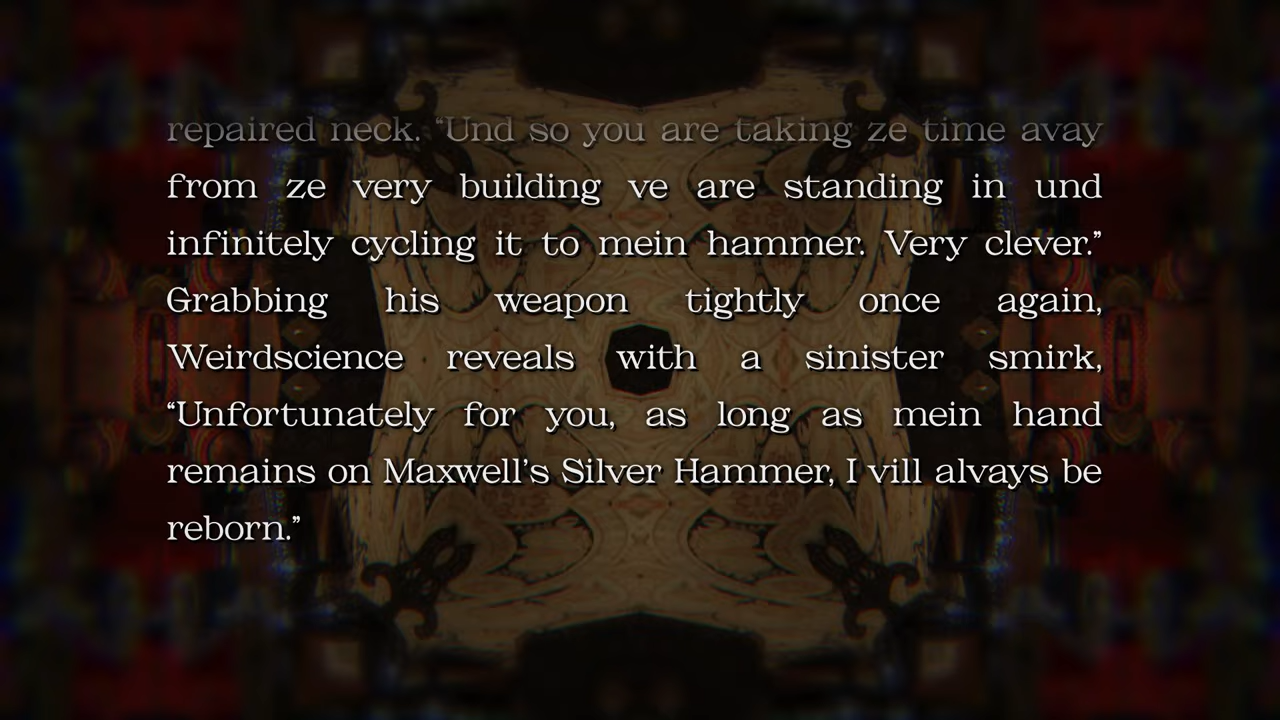 repaired neck. “Und so you are taking ze time avay
from ze very building ve are standing in und
infinitely cycling it to mein hammer. Very clever.”
Grabbing his weapon tightly once again,
Weirdscience reveals with a sinister smirk,
“Unfortunately for you, as long as mein hand
remains on Maxwell’s Silver Hammer, I vill alvays be
reborn.”